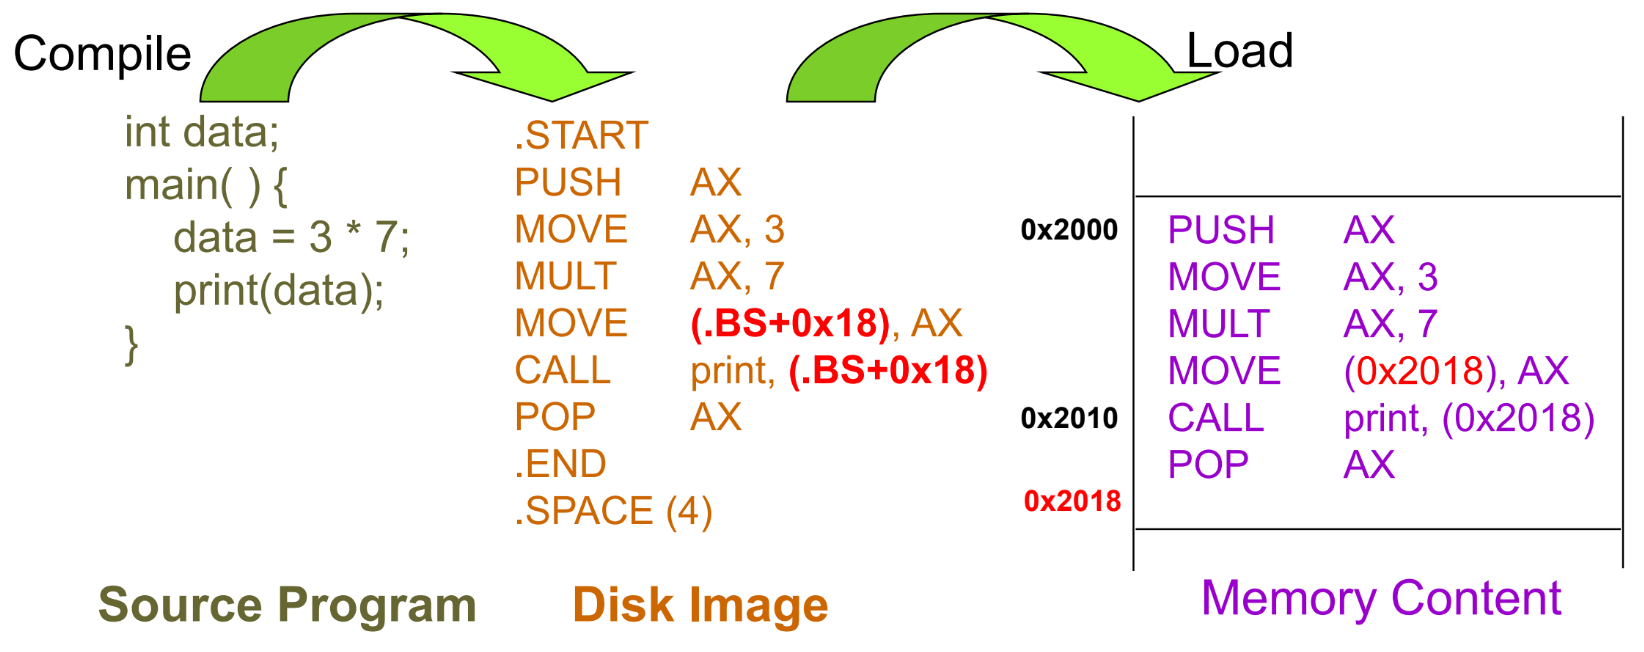 Compile
Load
int data;
main( ) {
data = 3 * 7;
print(data);
}
.START
PUSH AX
MOVE AX, 3
MULT AX, 7
MOVE (.BS+0x18), AX
CALL print, (.BS+0x18)
POP AX
.END
.SPACE (4)
0x2000 PUSH AX
MOVE AX, 3
MULT AX, 7
MOVE (0x2018), AX
0x2010 CALL print, (0x2018)
POP AX
0x2018
Source Program
Disk Image
Memory Content